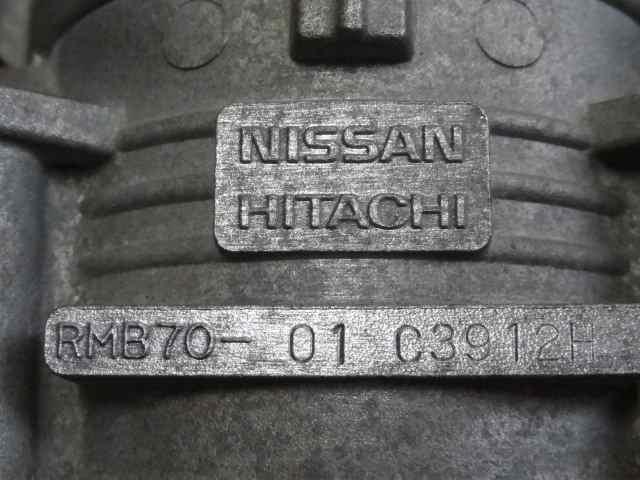 NISSAN
HITACHI
RMB70- 01 C3912H